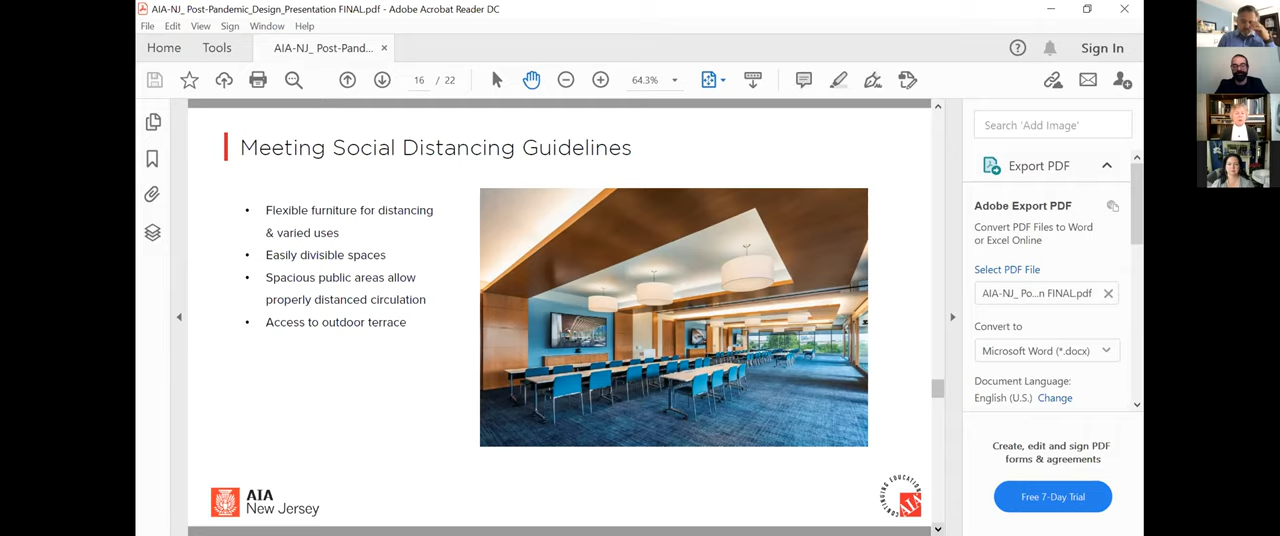 AIA-NJ_ Post-Pandemic_Design_Presentation FINAL.pdf - Adobe Acrobat Reader DC
File Edit View Sign Window Help
Home Tools AIA-NJ_ Post-Pand... ×
Sign In
16 / 22
64.3%
Meeting Social Distancing Guidelines
• Flexible furniture for distancing
& varied uses
• Easily divisible spaces
• Spacious public areas allow
properly distanced circulation
• Access to outdoor terrace
AIA
New Jersey
CONTINUING EDUCATION
AIA
Search 'Add Image'
Export PDF
Adobe Export PDF
Convert PDF Files to Word
or Excel Online
Select PDF File
AIA-NJ_ Po...n FINAL.pdf
Convert to
Microsoft Word (*.docx)
Document Language:
English (U.S.) Change
Create, edit and sign PDF
forms & agreements
Free 7-Day Trial